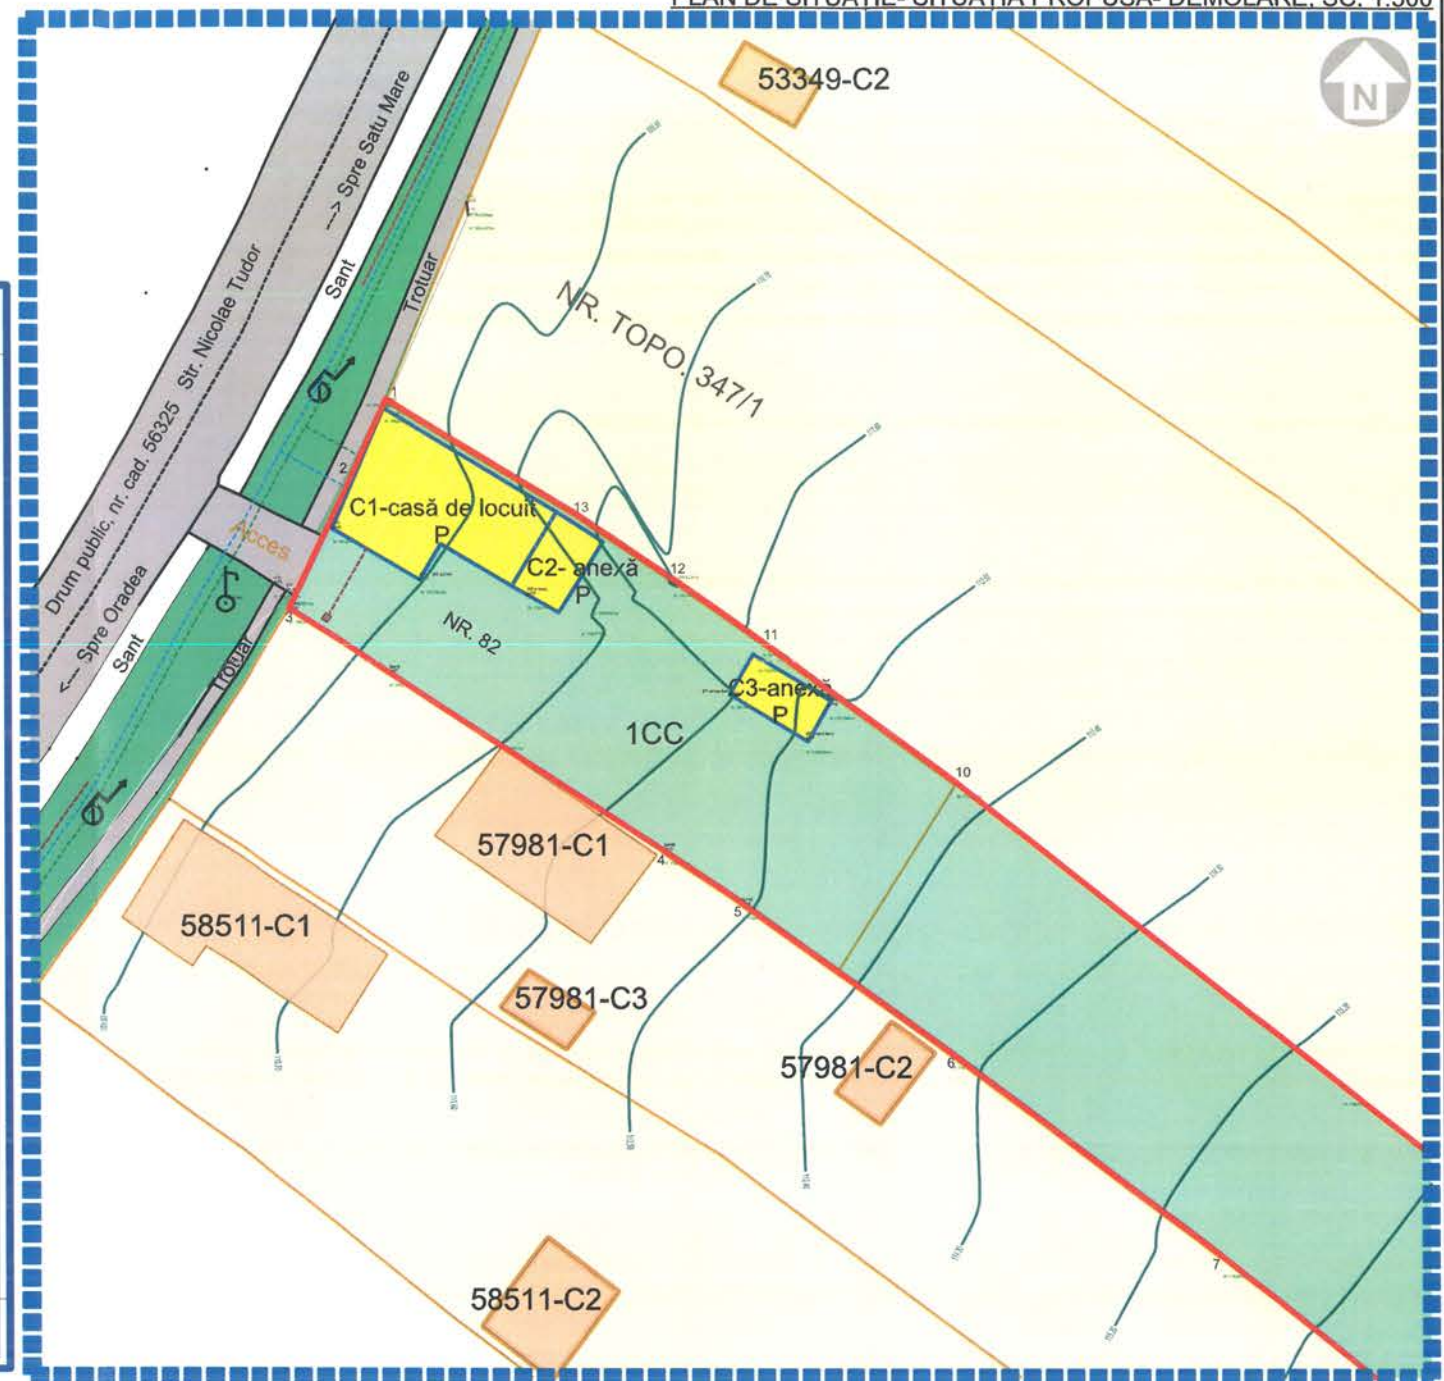 PLAN DE SITUATIE- SITUATIA PROPUSA- DEMOLARE, SC. 1:500
53349-C2
N
---> Spre Satu Mare
Sant
Trotuar
Drum public, nr. cad. 56325 Str. Nicolae Tudor
NR. TOPO. 347/1
1
2
C1-casă de locuit
P
13
C2- anexă
P
12
Acces
<--- Spre Oradea
Sant
Trotuar
3
NR. 82
11
C3-anexă
P
1CC
10
57981-C1
4
5
58511-C1
57981-C3
57981-C2
6
7
58511-C2